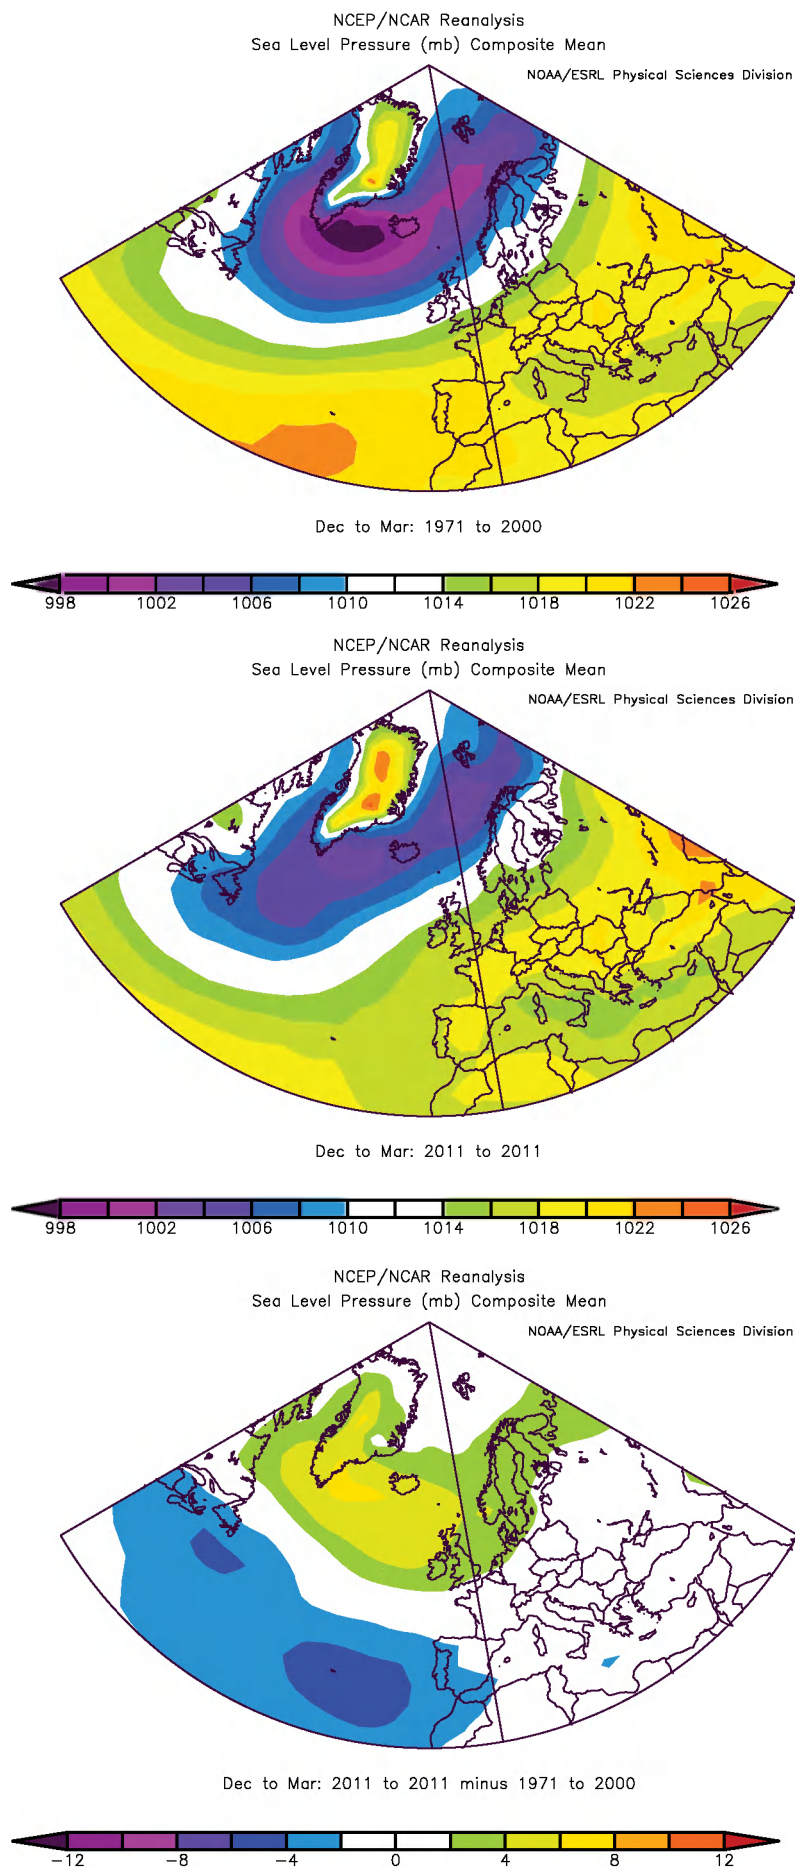 NCEP/NCAR Reanalysis
Sea Level Pressure (mb) Composite Mean
NOAA/ESRL Physical Sciences Division
Dec to Mar: 1971 to 2000
998 1002 1006 1010 1014 1018 1022 1026
NCEP/NCAR Reanalysis
Sea Level Pressure (mb) Composite Mean
NOAA/ESRL Physical Sciences Division
Dec to Mar: 2011 to 2011
998 1002 1006 1010 1014 1018 1022 1026
NCEP/NCAR Reanalysis
Sea Level Pressure (mb) Composite Mean
NOAA/ESRL Physical Sciences Division
Dec to Mar: 2011 to 2011 minus 1971 to 2000
-12 -8 -4 0 4 8 12